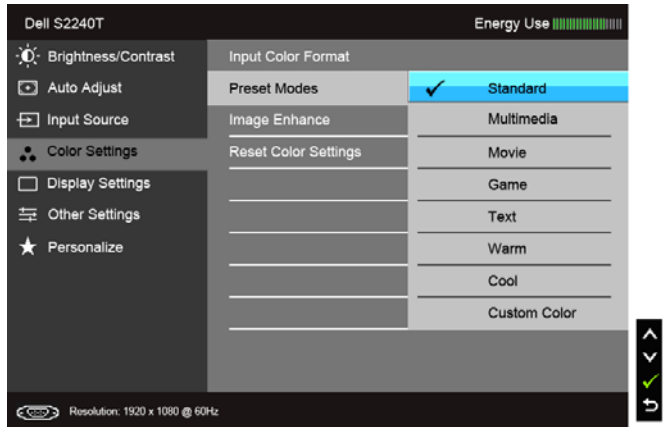 Dell S2240T
Energy Use
Brightness/Contrast
Auto Adjust
Input Source
Color Settings
Display Settings
Other Settings
Personalize
Input Color Format
Preset Modes
Image Enhance
Reset Color Settings
Standard
Multimedia
Movie
Game
Text
Warm
Cool
Custom Color
Resolution: 1920 x 1080 @ 60Hz